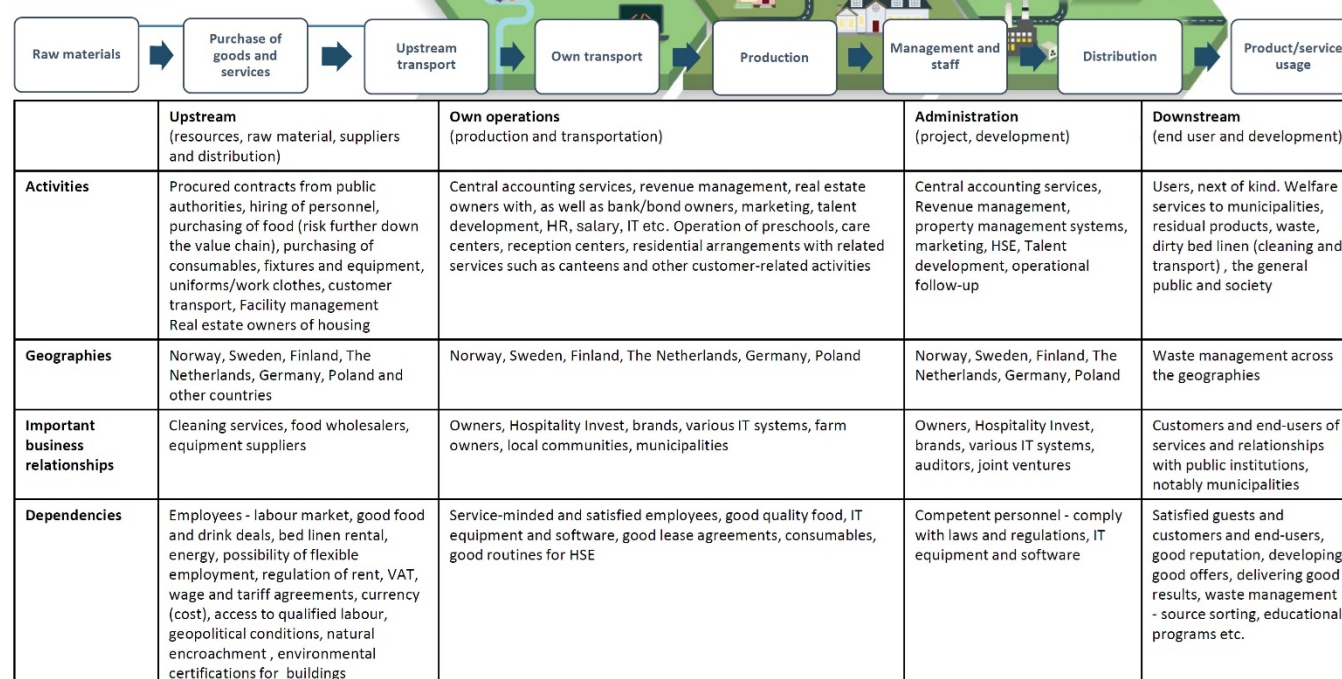 Raw materials
Purchase of
goods and
services
Upstream
transport
Own transport
Production
Management and
staff
Distribution
Product/service
usage
Upstream
(resources, raw material, suppliers
and distribution)
Own operations
(production and transportation)
Administration
(project, development)
Downstream
(end user and development)
Activities
Procured contracts from public
authorities, hiring of personnel,
purchasing of food (risk further down
the value chain), purchasing of
consumables, fixtures and equipment,
uniforms/work clothes, customer
transport, Facility management
Real estate owners of housing
Central accounting services, revenue management, real estate
owners with, as well as bank/bond owners, marketing, talent
development, HR, salary, IT etc. Operation of preschools, care
centers, reception centers, residential arrangements with related
services such as canteens and other customer-related activities
Central accounting services,
Revenue management,
property management systems,
marketing, HSE, Talent
development, operational
follow-up
Users, next of kind. Welfare
services to municipalities,
residual products, waste,
dirty bed linen (cleaning and
transport) , the general
public and society
Geographies
Norway, Sweden, Finland, The
Netherlands, Germany, Poland and
other countries
Norway, Sweden, Finland, The Netherlands, Germany, Poland
Norway, Sweden, Finland, The
Netherlands, Germany, Poland
Waste management across
the geographies
Important
business
relationships
Cleaning services, food wholesalers,
equipment suppliers
Owners, Hospitality Invest, brands, various IT systems, farm
owners, local communities, municipalities
Owners, Hospitality Invest,
brands, various IT systems,
auditors, joint ventures
Customers and end-users of
services and relationships
with public institutions,
notably municipalities
Dependencies
Employees - labour market, good food
and drink deals, bed linen rental,
energy, possibility of flexible
employment, regulation of rent, VAT,
wage and tariff agreements, currency
(cost), access to qualified labour,
geopolitical conditions, natural
encroachment , environmental
certifications for buildings
Service-minded and satisfied employees, good quality food, IT
equipment and software, good lease agreements, consumables,
good routines for HSE
Competent personnel - comply
with laws and regulations, IT
equipment and software
Satisfied guests and
customers and end-users,
good reputation, developing
good offers, delivering good
results, waste management
- source sorting, educational
programs etc.